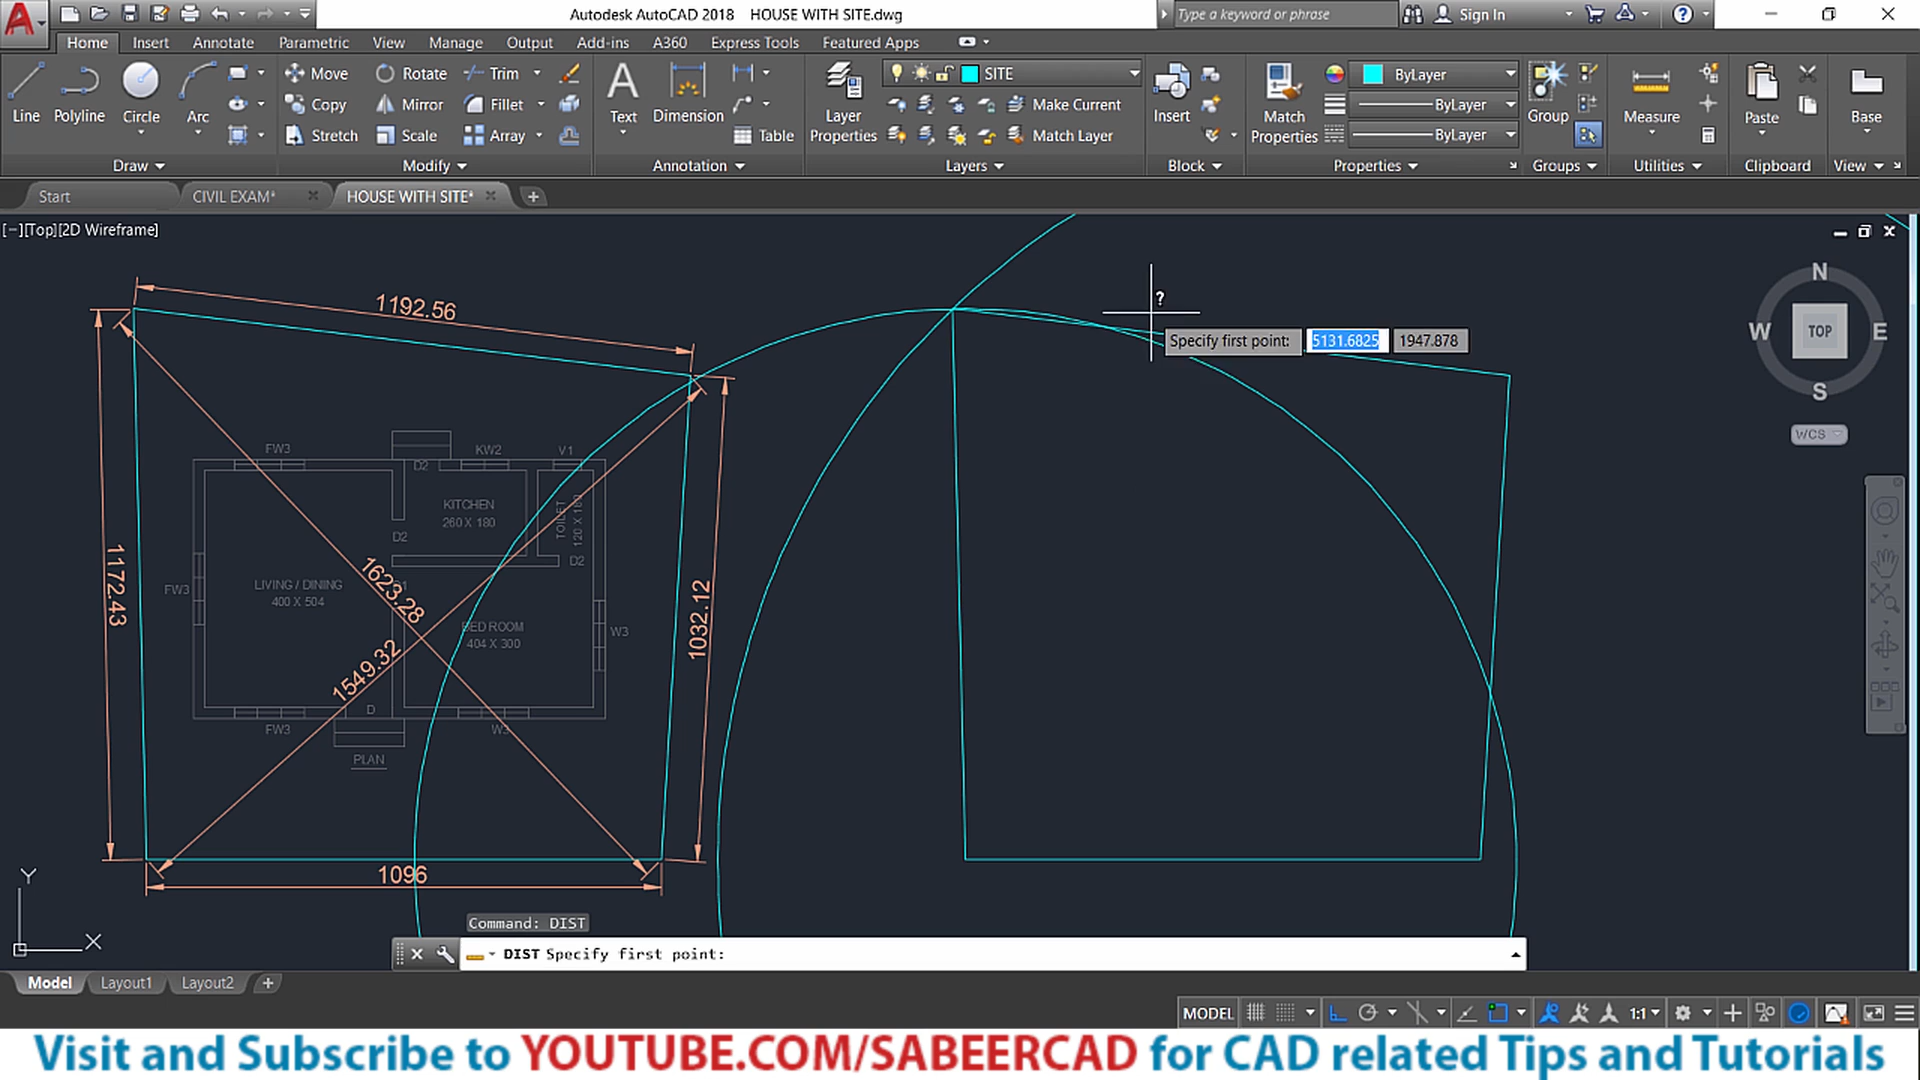 Autodesk AutoCAD 2018 HOUSE WITH SITE.dwg
Type a keyword or phrase
Sign In
Home Insert Annotate Parametric View Manage Output Add-ins A360 Express Tools Featured Apps
Line Polyline Circle Arc
Move Rotate Trim
Copy Mirror Fillet
Stretch Scale Array
Text Dimension Table
Layer Properties
SITE
Make Current
Match Layer
Insert
Match Properties
ByLayer
ByLayer
ByLayer
Group Measure Paste Base
Draw Modify Annotation Layers Block Properties Groups Utilities Clipboard View
Start CIVIL EXAM* HOUSE WITH SITE*
[−][Top][2D Wireframe]
N
W TOP E
S
WCS
?
Specify first point: 5131.6825 1947.878
1192.56
1172.43
1623.28
1549.32
1032.12
1096
FW3 D2 KW2 V1
KITCHEN
260 X 180
TOILET
120 X 180
D2
D2
FW3
LIVING / DINING
400 X 504
BED ROOM
404 X 300
W3
D
FW3 W3
PLAN
Y
X
Command: DIST
DIST Specify first point:
Model Layout1 Layout2
MODEL 1:1
Visit and Subscribe to YOUTUBE.COM/SABEERCAD for CAD related Tips and Tutorials